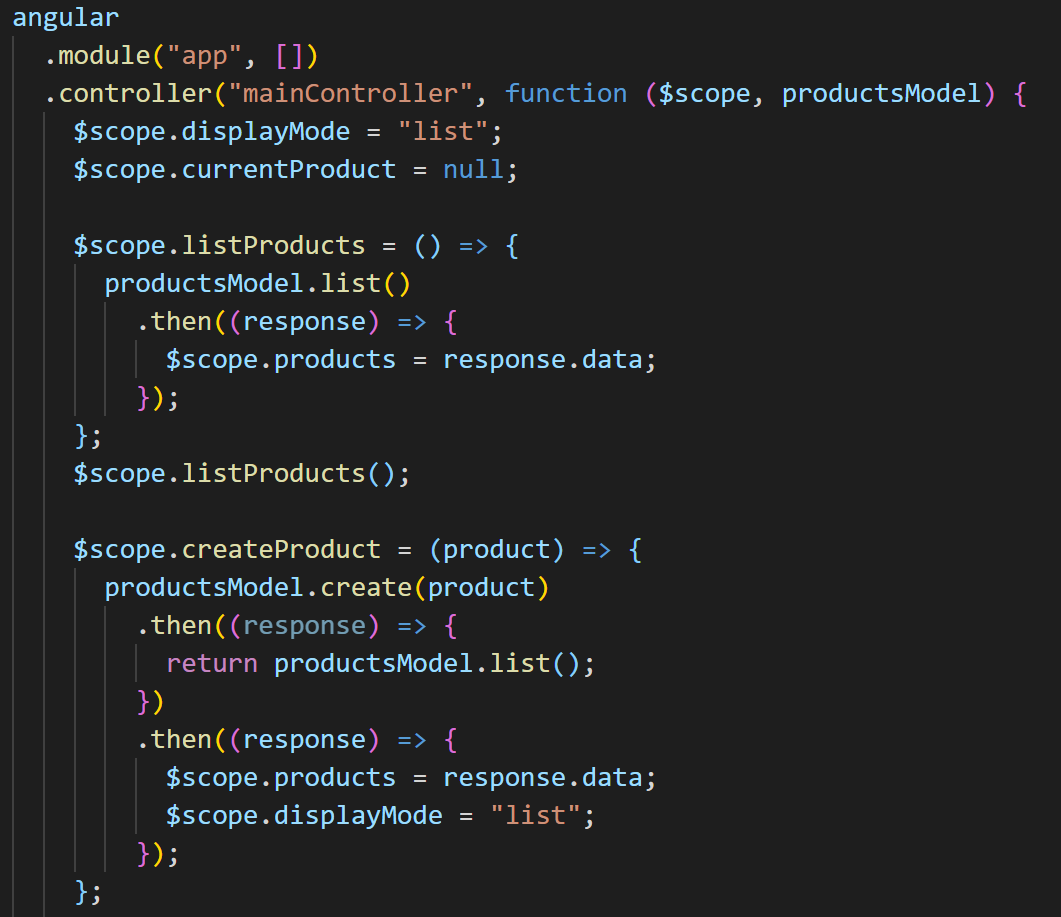 angular
.module("app", [])
.controller("mainController", function ($scope, productsModel) {
$scope.displayMode = "list";
$scope.currentProduct = null;
$scope.listProducts = () => {
productsModel.list()
.then((response) => {
$scope.products = response.data;
});
};
$scope.listProducts();
$scope.createProduct = (product) => {
productsModel.create(product)
.then((response) => {
return productsModel.list();
})
.then((response) => {
$scope.products = response.data;
$scope.displayMode = "list";
});
};